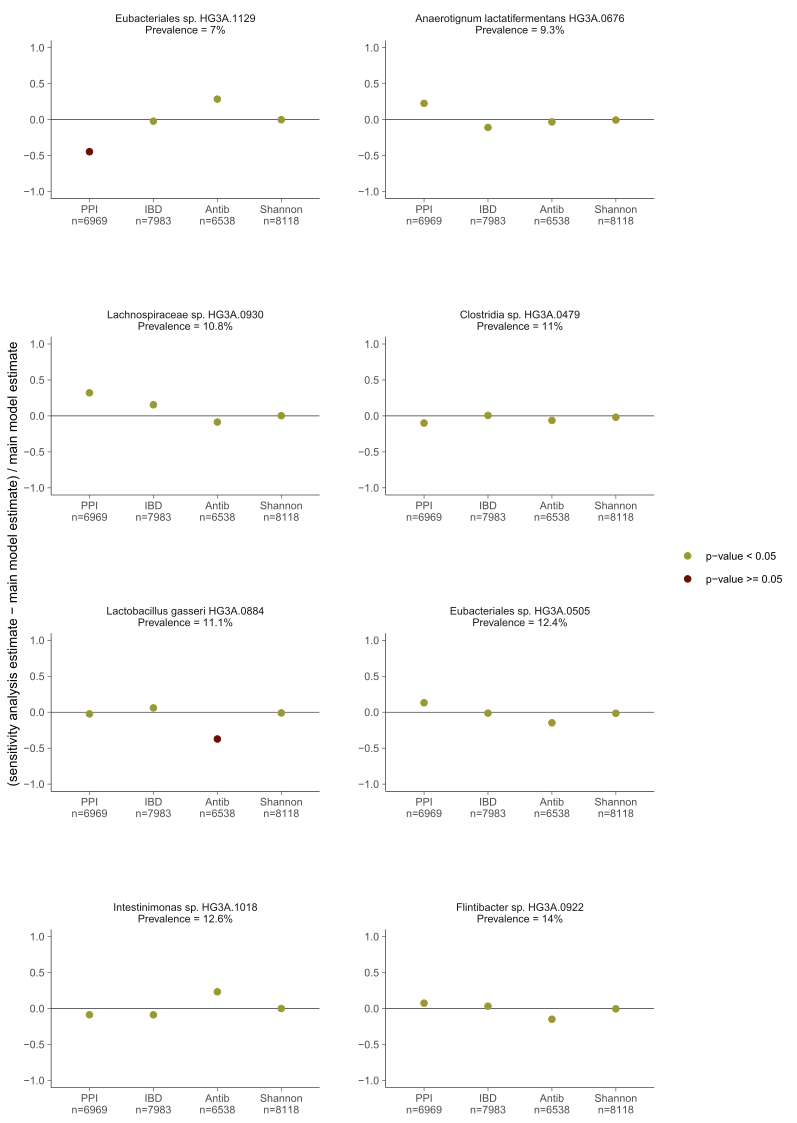 (sensitivity analysis estimate − main model estimate) / main model estimate
Eubacteriales sp. HG3A.1129
Prevalence = 7%
1.0
0.5
0.0
−0.5
−1.0
PPI IBD Antib Shannon
n=6969 n=7983 n=6538 n=8118
Anaerotignum lactatifermentans HG3A.0676
Prevalence = 9.3%
1.0
0.5
0.0
−0.5
−1.0
PPI IBD Antib Shannon
n=6969 n=7983 n=6538 n=8118
Lachnospiraceae sp. HG3A.0930
Prevalence = 10.8%
1.0
0.5
0.0
−0.5
−1.0
PPI IBD Antib Shannon
n=6969 n=7983 n=6538 n=8118
Clostridia sp. HG3A.0479
Prevalence = 11%
1.0
0.5
0.0
−0.5
−1.0
PPI IBD Antib Shannon
n=6969 n=7983 n=6538 n=8118
p−value < 0.05
p−value >= 0.05
Lactobacillus gasseri HG3A.0884
Prevalence = 11.1%
1.0
0.5
0.0
−0.5
−1.0
PPI IBD Antib Shannon
n=6969 n=7983 n=6538 n=8118
Eubacteriales sp. HG3A.0505
Prevalence = 12.4%
1.0
0.5
0.0
−0.5
−1.0
PPI IBD Antib Shannon
n=6969 n=7983 n=6538 n=8118
Intestinimonas sp. HG3A.1018
Prevalence = 12.6%
1.0
0.5
0.0
−0.5
−1.0
PPI IBD Antib Shannon
n=6969 n=7983 n=6538 n=8118
Flintibacter sp. HG3A.0922
Prevalence = 14%
1.0
0.5
0.0
−0.5
−1.0
PPI IBD Antib Shannon
n=6969 n=7983 n=6538 n=8118